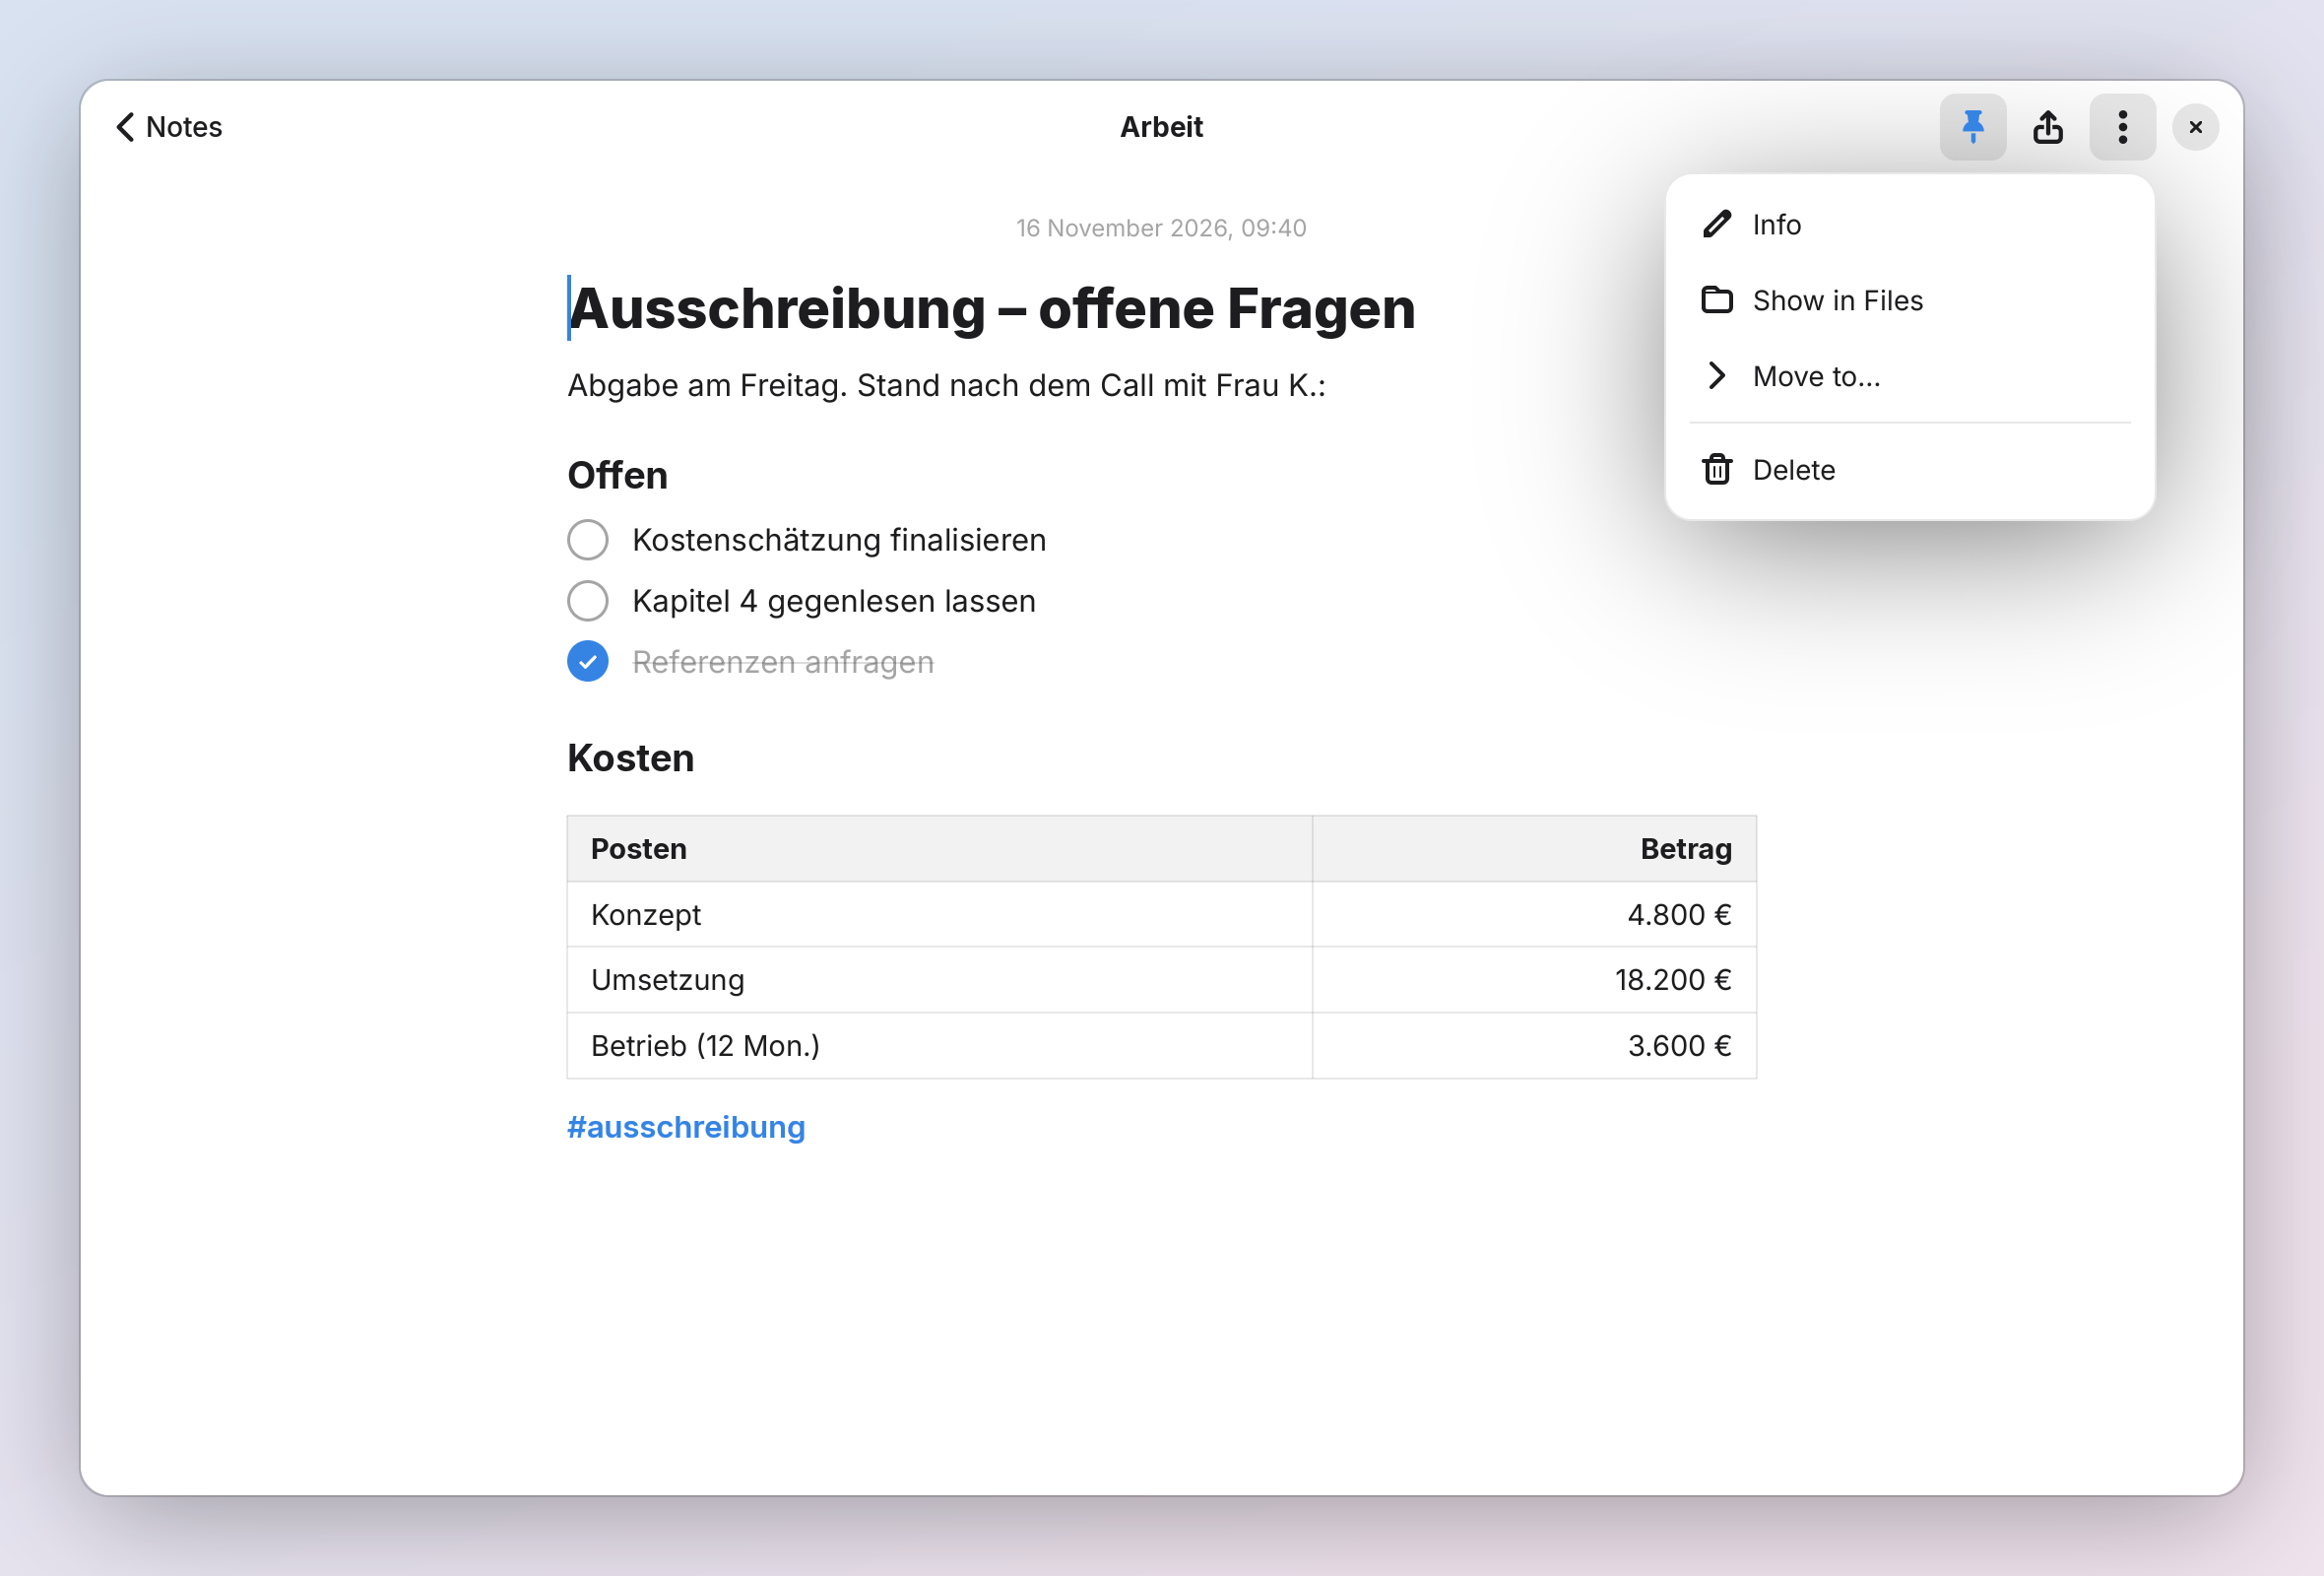 Notes
Arbeit
16 November 2026, 09:40
Ausschreibung – offene Fragen
Abgabe am Freitag. Stand nach dem Call mit Frau K.:
Offen
Kostenschätzung finalisieren
Kapitel 4 gegenlesen lassen
Referenzen anfragen
Kosten
Posten Betrag
Konzept 4.800 €
Umsetzung 18.200 €
Betrieb (12 Mon.) 3.600 €
#ausschreibung
Info
Show in Files
Move to…
Delete